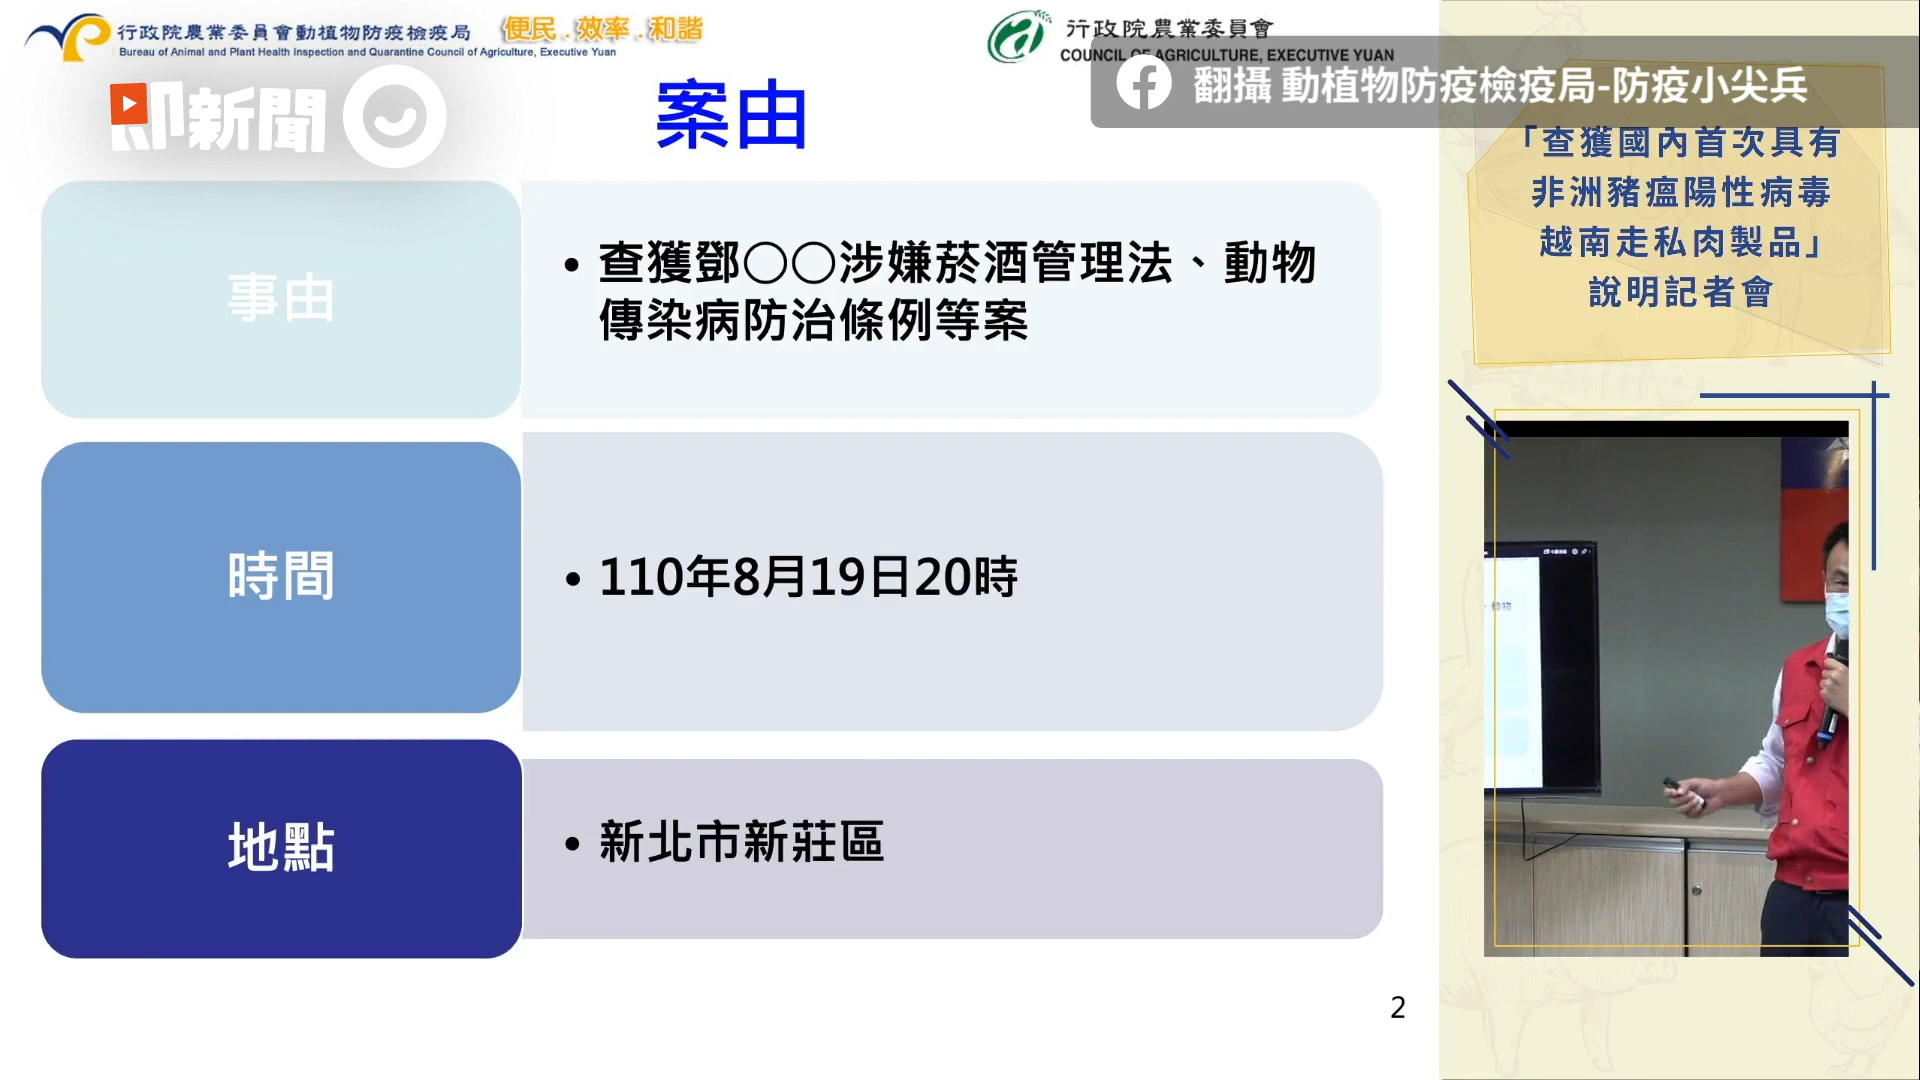 行政院農業委員會動植物防疫檢疫局
Bureau of Animal and Plant Health Inspection and Quarantine Council of Agriculture, Executive Yuan
便民.效率.和諧
行政院農業委員會
COUNCIL OF AGRICULTURE, EXECUTIVE YUAN
翻攝 動植物防疫檢疫局-防疫小尖兵
即新聞
案由
事由
• 查獲鄧○○涉嫌菸酒管理法、動物
傳染病防治條例等案
時間
• 110年8月19日20時
地點
• 新北市新莊區
2
「查獲國內首次具有
非洲豬瘟陽性病毒
越南走私肉製品」
說明記者會
、動物